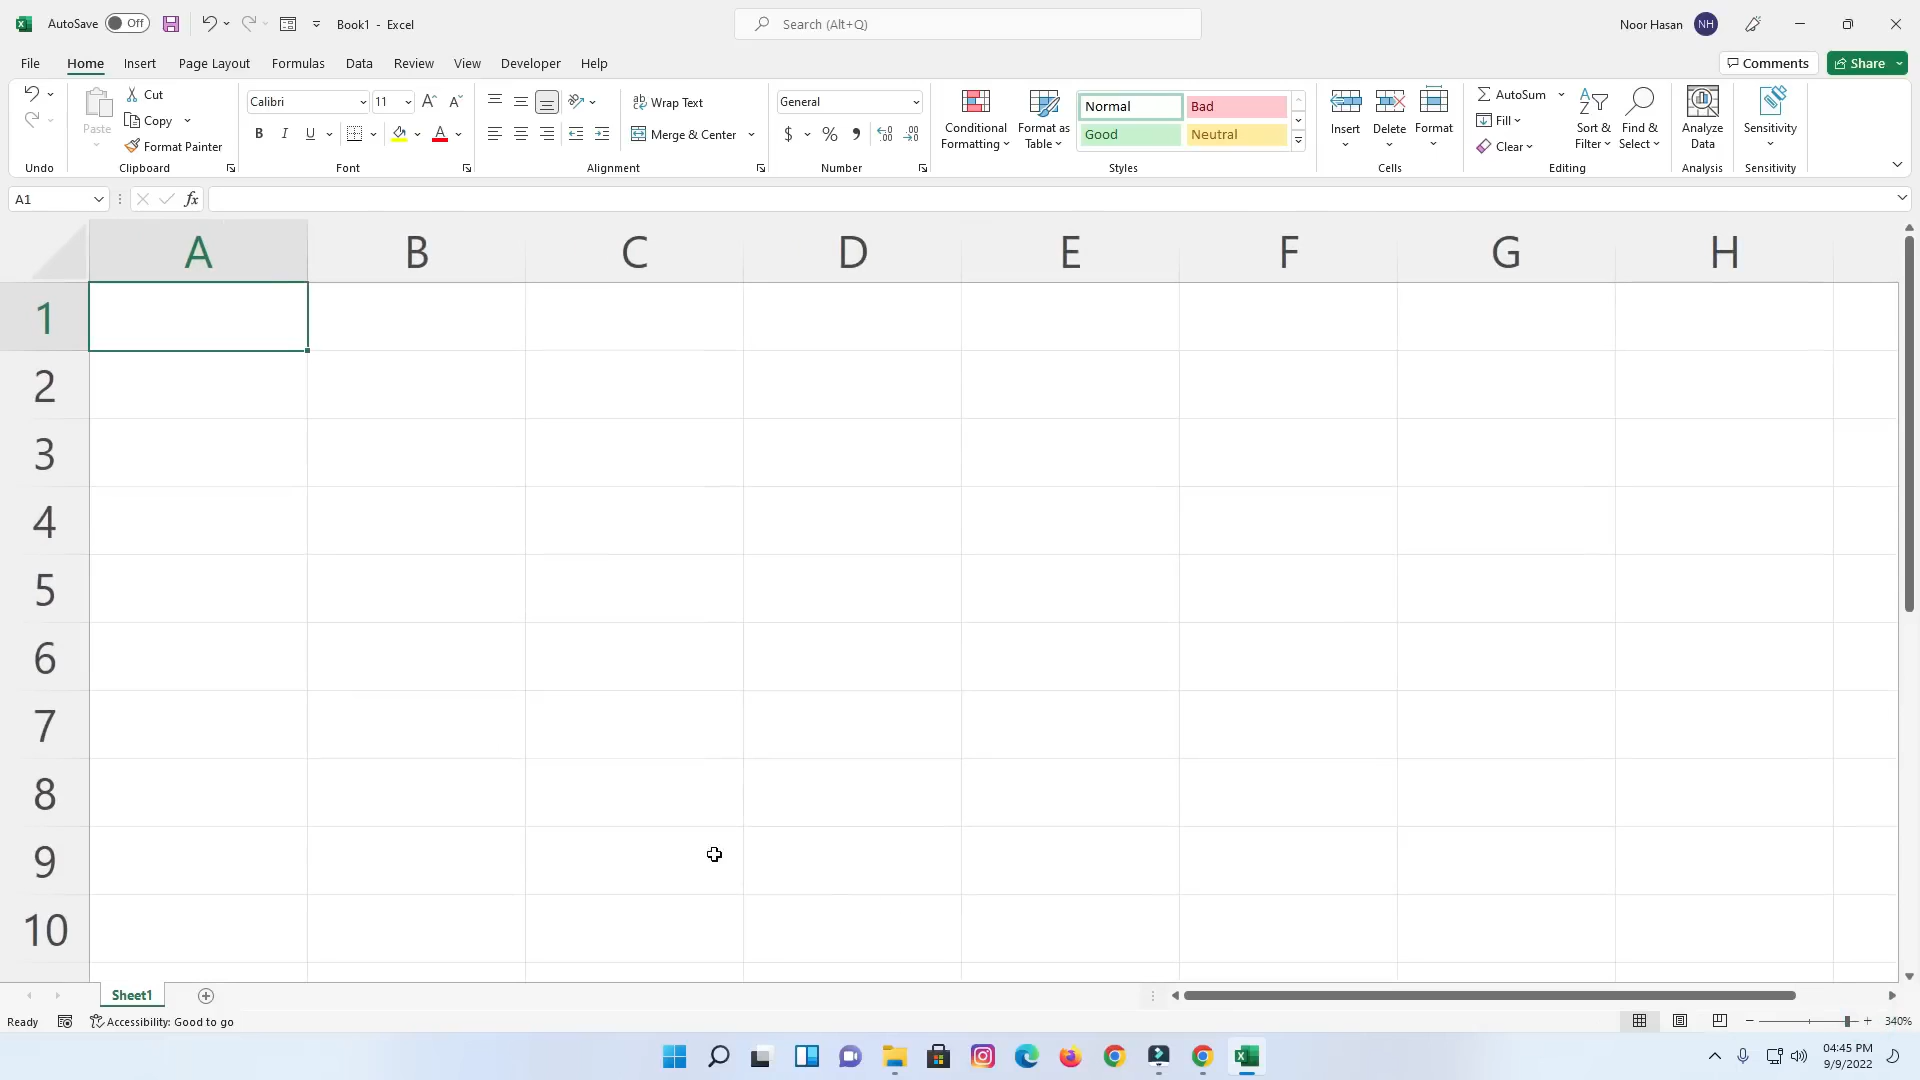 AutoSave Off Book1 - Excel Search (Alt+Q) Noor Hasan NH
File Home Insert Page Layout Formulas Data Review View Developer Help Comments Share
Cut
Copy
Format Painter
Paste
Undo Clipboard
Calibri 11
B I U
Font
ab Wrap Text
Merge & Center
Alignment
General
$ % ,
Number
Conditional Formatting
Format as Table
Normal Bad
Good Neutral
Styles
Insert Delete Format
Cells
AutoSum
Fill
Clear
Sort & Filter
Find & Select
Editing
Analyze Data
Analysis
Sensitivity
Sensitivity
A1 fx
A B C D E F G H
1
2
3
4
5
6
7
8
9
10
Sheet1
Ready Accessibility: Good to go 340%
04:45 PM
9/9/2022